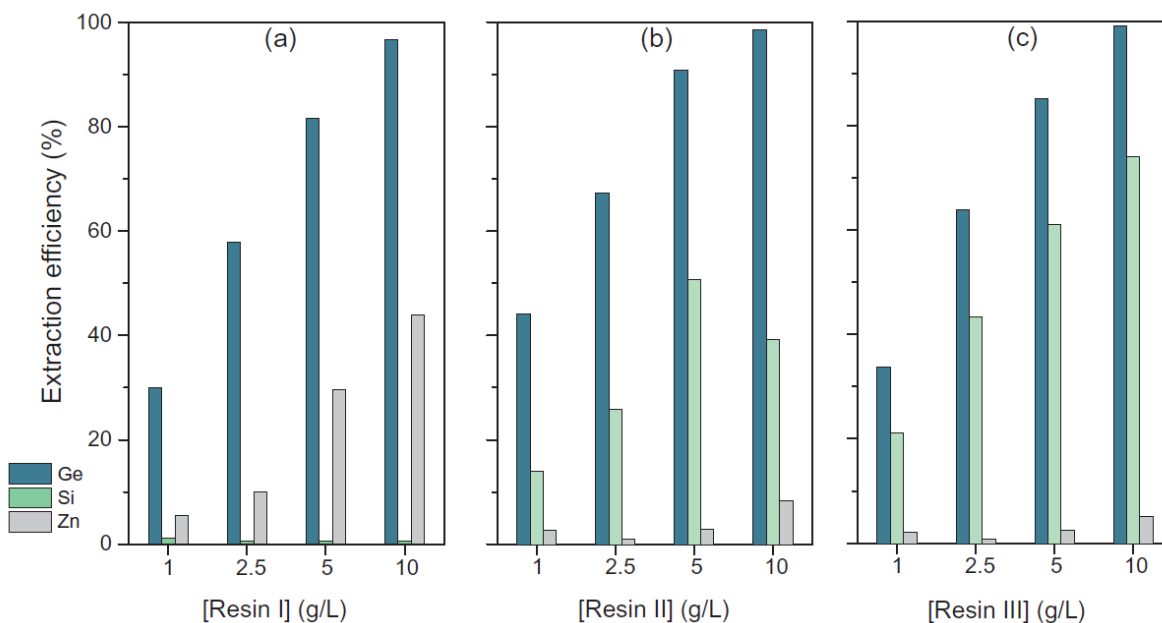 (a) (b) (c)
100
80
60
40
20
0
Extraction efficiency (%)
Ge
Si
Zn
1 2.5 5 10
1 2.5 5 10
1 2.5 5 10
[Resin I] (g/L) [Resin II] (g/L) [Resin III] (g/L)